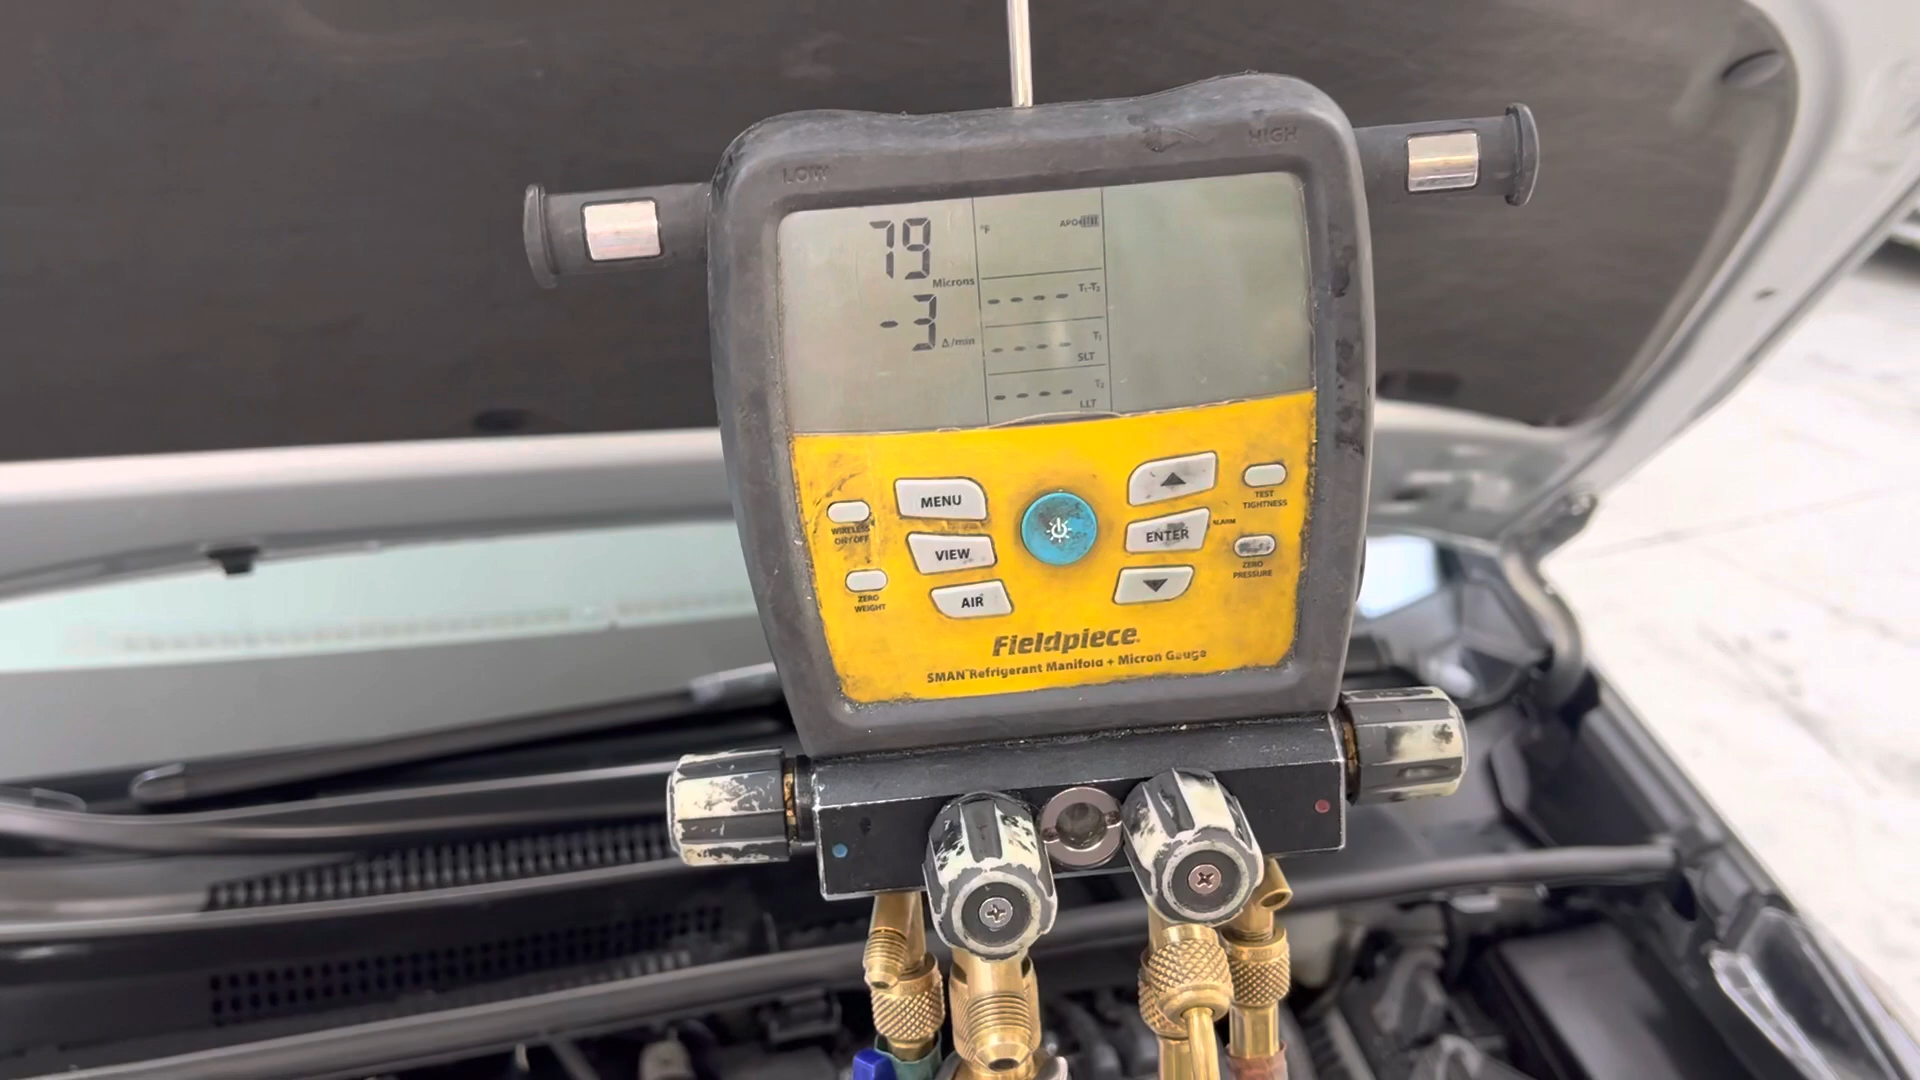 LOW
HIGH
79
Microns
-3
Δ/min
°F
APO
T₁-T₂
T₁
SLT
T₂
LLT
MENU
VIEW
AIR
WIRELESS
ON/OFF
ZERO
WEIGHT
ENTER
TEST
TIGHTNESS
ALARM
ZERO
PRESSURE
Fieldpiece
SMAN Refrigerant Manifold + Micron Gauge